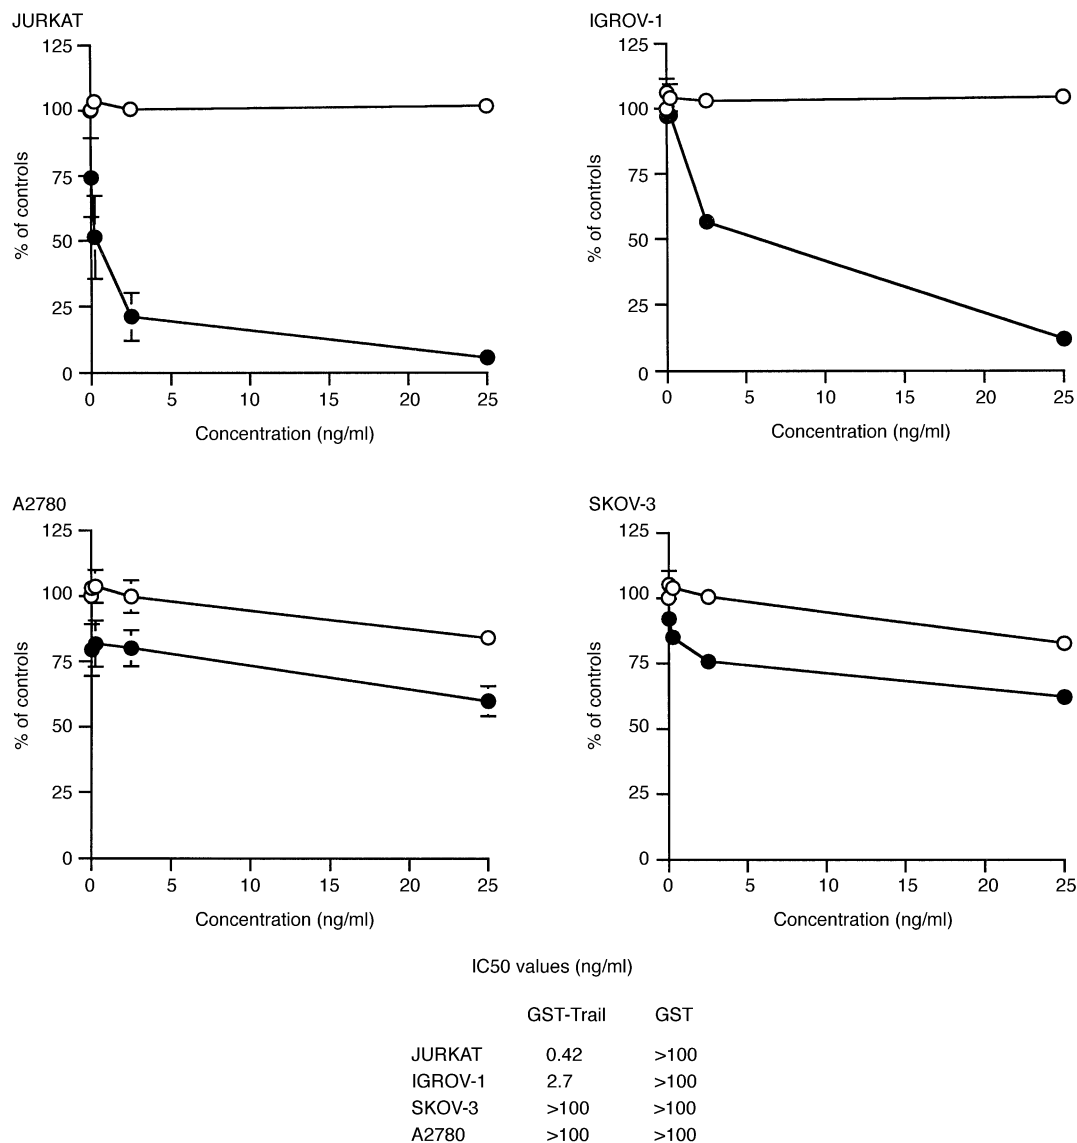 JURKAT
125
100
75
50
25
0
% of controls
0 5 10 15 20 25
Concentration (ng/ml)
IGROV-1
125
100
75
50
25
0
% of controls
0 5 10 15 20 25
Concentration (ng/ml)
A2780
125
100
75
50
25
0
% of controls
0 5 10 15 20 25
Concentration (ng/ml)
SKOV-3
125
100
75
50
25
0
% of controls
0 5 10 15 20 25
Concentration (ng/ml)
IC50 values (ng/ml)
GST-Trail GST
JURKAT 0.42 >100
IGROV-1 2.7 >100
SKOV-3 >100 >100
A2780 >100 >100